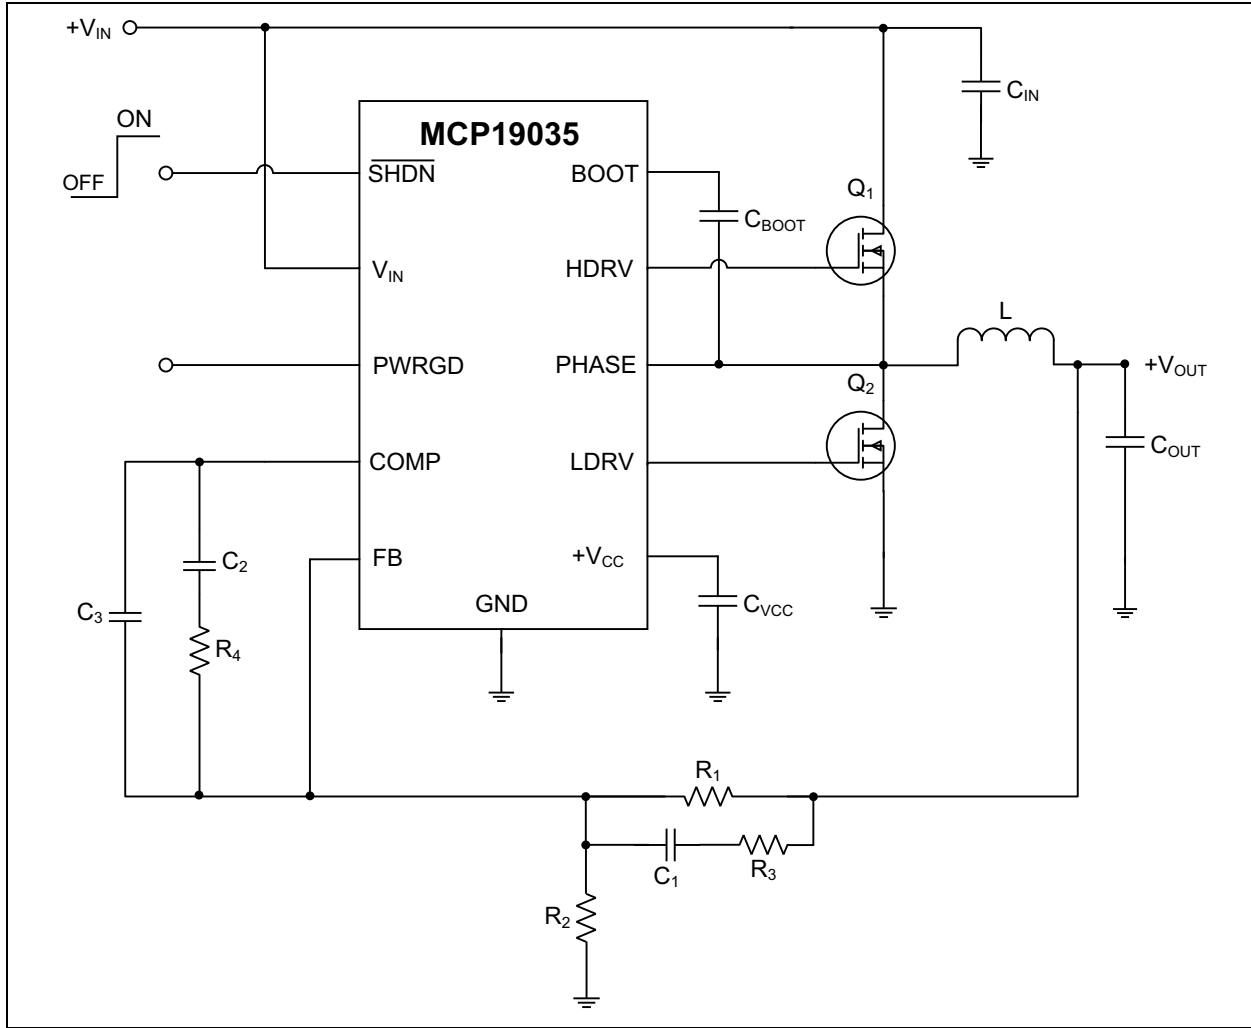 +VIN
CIN
ON
OFF
MCP19035
SHDN
BOOT
Q1
CBOOT
VIN
HDRV
L
PWRGD
PHASE
+VOUT
Q2
COMP
LDRV
COUT
C2
FB
+VCC
C3
GND
CVCC
R4
R1
C1
R3
R2